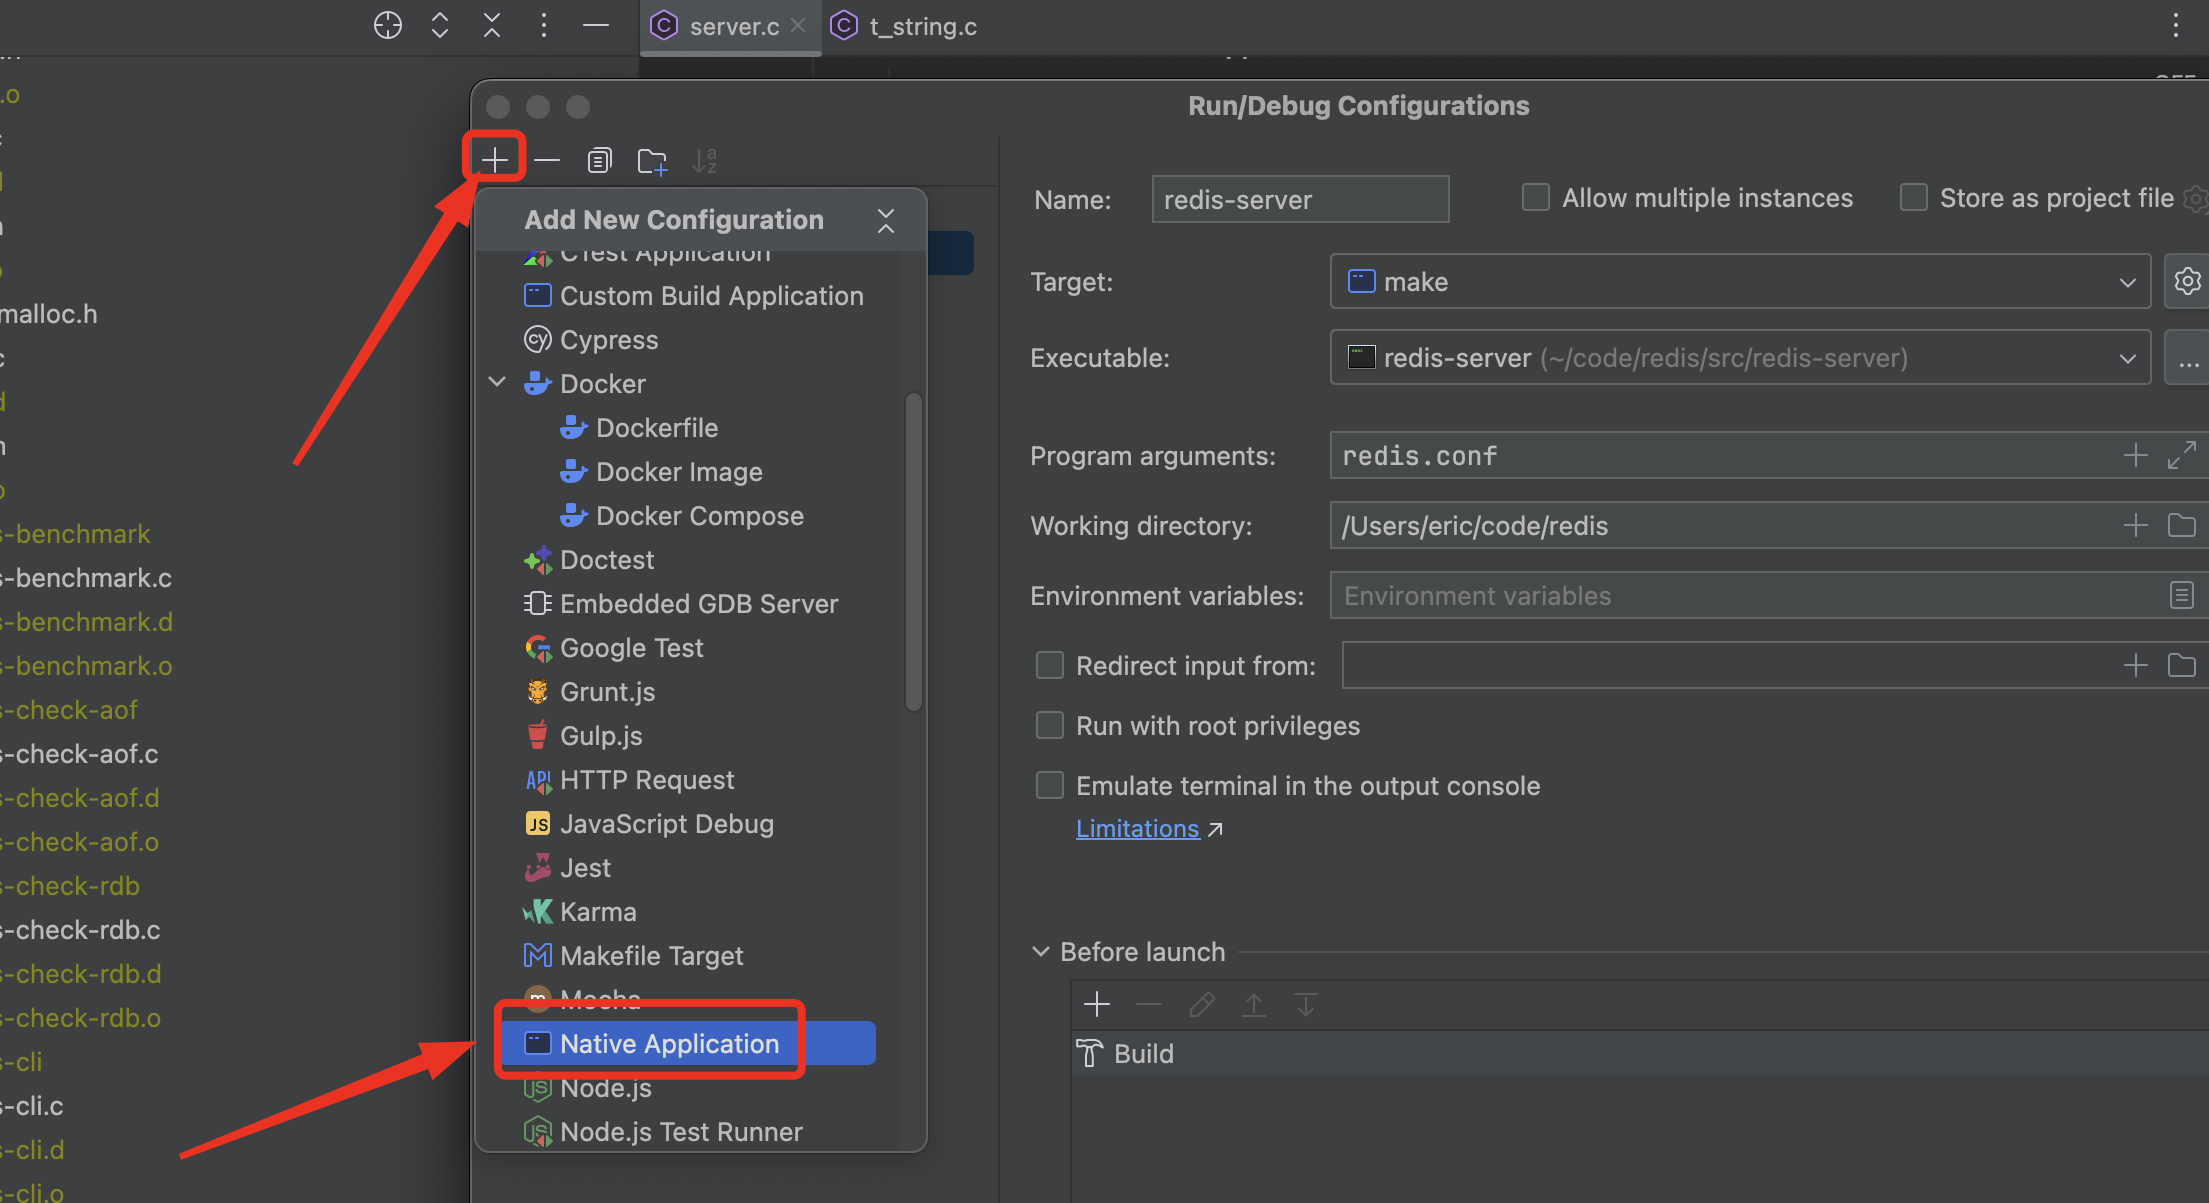 server.c
t_string.c
.o
malloc.h
s-benchmark
s-benchmark.c
s-benchmark.d
s-benchmark.o
s-check-aof
s-check-aof.c
s-check-aof.d
s-check-aof.o
s-check-rdb
s-check-rdb.c
s-check-rdb.d
s-check-rdb.o
s-cli
s-cli.c
s-cli.d
s-cli.o
Run/Debug Configurations
Add New Configuration
CTest Application
Custom Build Application
Cypress
Docker
Dockerfile
Docker Image
Docker Compose
Doctest
Embedded GDB Server
Google Test
Grunt.js
Gulp.js
HTTP Request
JavaScript Debug
Jest
Karma
Makefile Target
Mocha
Native Application
Node.js
Node.js Test Runner
Name: redis-server Allow multiple instances Store as project file
Target: make
Executable: redis-server (~/code/redis/src/redis-server) ...
Program arguments: redis.conf
Working directory: /Users/eric/code/redis
Environment variables: Environment variables
Redirect input from:
Run with root privileges
Emulate terminal in the output console
Limitations
Before launch
Build